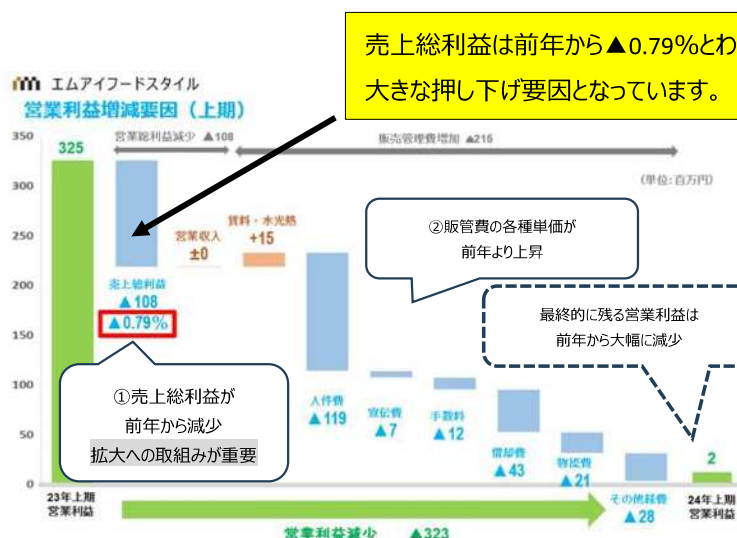 売上総利益は前年から▲0.79%とわ
大きな押し下げ要因となっています。
エムアイフードスタイル
営業利益増減要因（上期）
営業総利益減少 ▲108
販売管理費増加 ▲216
（単位:百万円）
350
300
250
200
150
100
50
0
325
売上総利益
▲108
▲0.79%
営業収入
±0
賃料・水光熱
+15
人件費
▲119
宣伝費
▲7
手数料
▲12
償却費
▲43
物流費
▲21
その他経費
▲28
2
①売上総利益が
前年から減少
拡大への取組みが重要
②販管費の各種単価が
前年より上昇
最終的に残る営業利益は
前年から大幅に減少
23年上期
営業利益
24年上期
営業利益
営業利益減少 ▲323